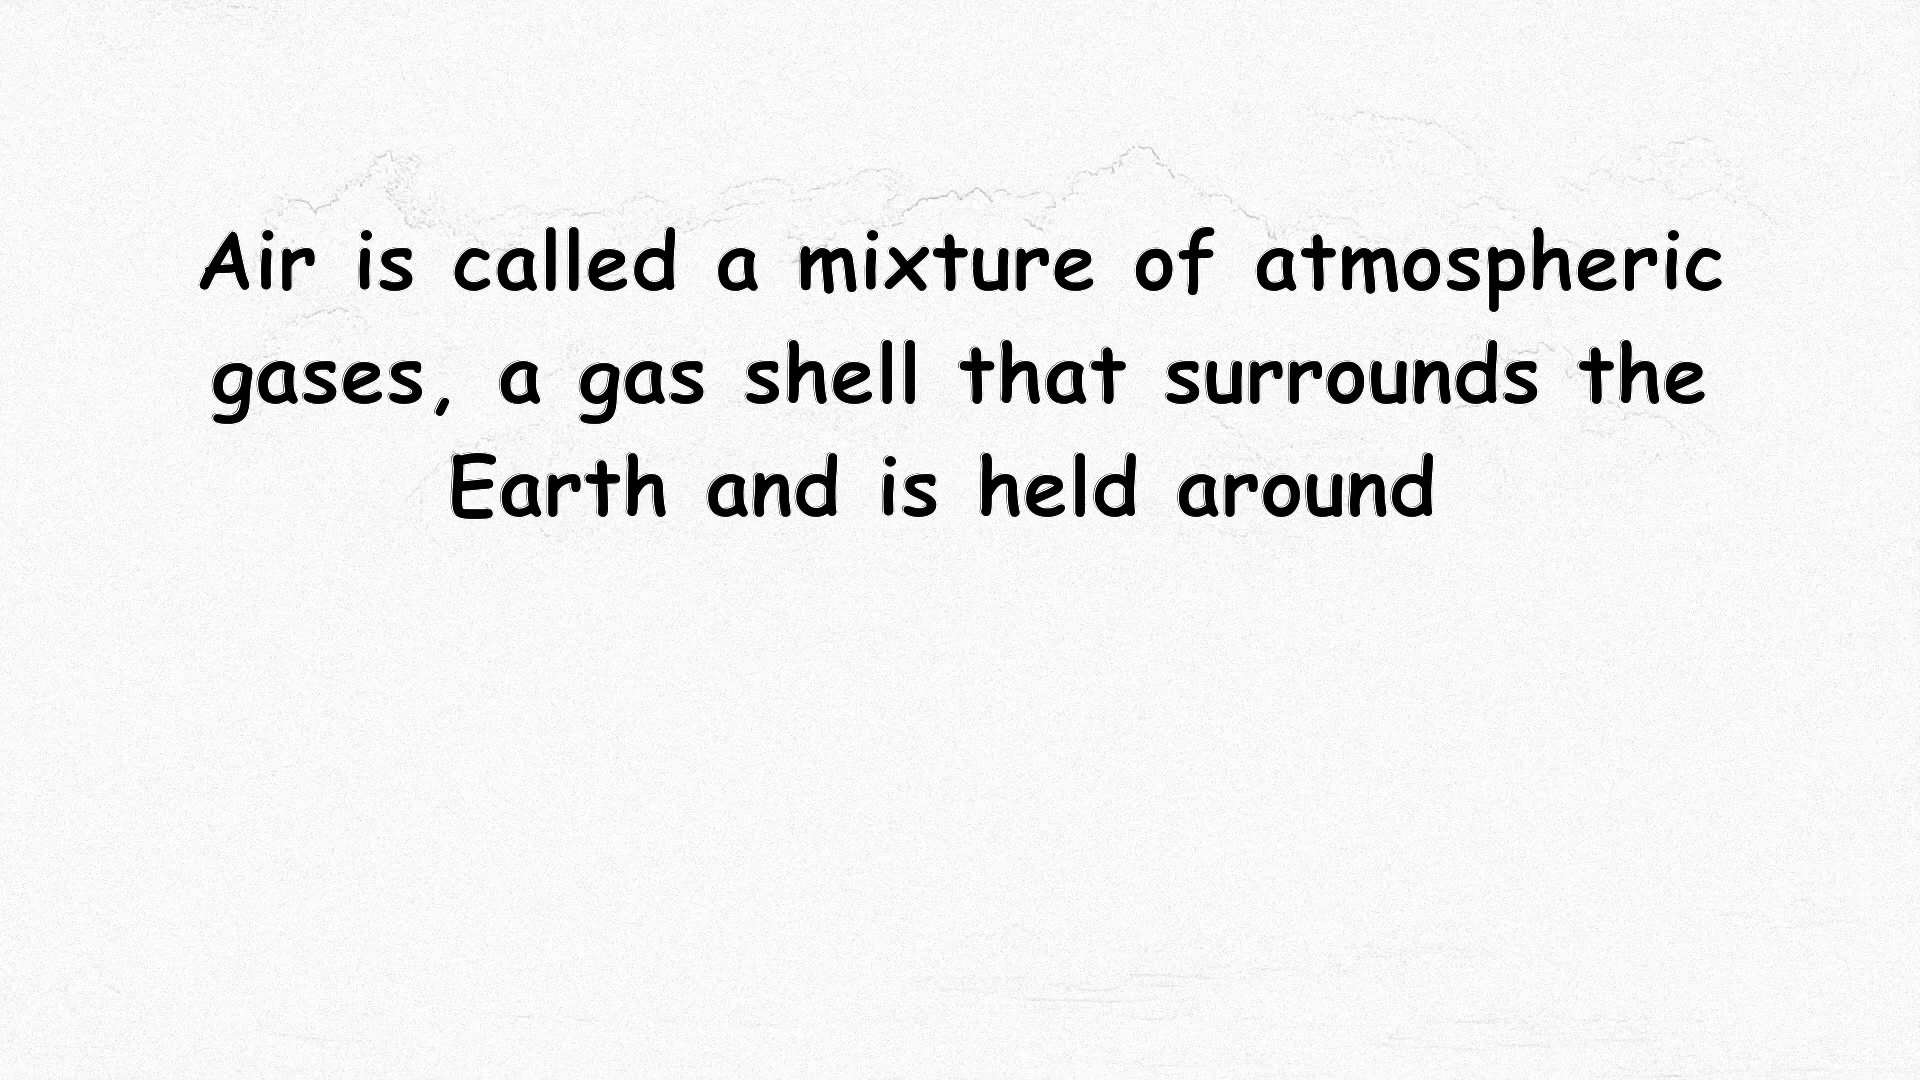 Air is called a mixture of atmospheric
gases, a gas shell that surrounds the
Earth and is held around